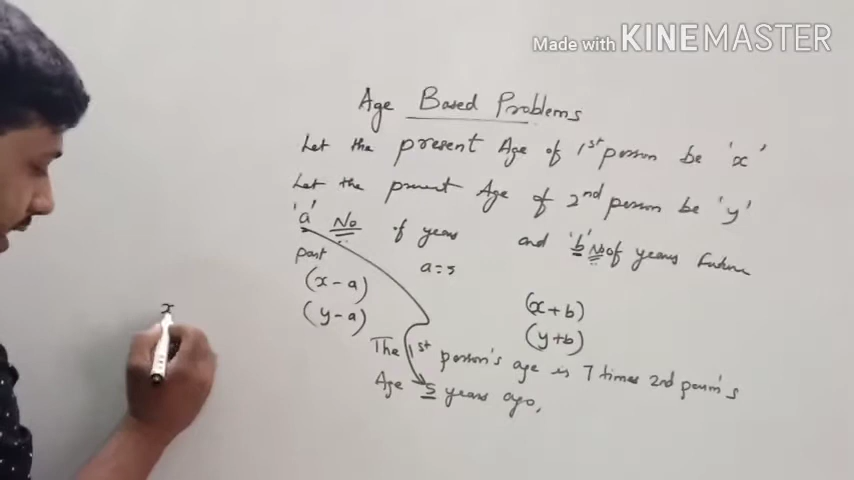 Made with KINEMASTER
Age Based Problems
Let the present Age of 1st person be 'x'
Let the present Age of 2nd person be 'y'
'a' No of years and 'b' No of years Future
past a = 5
(x - a) (x + b)
(y - a) (y + b)
The 1st person's age is 7 times 2nd person's
Age 5 years ago,
x